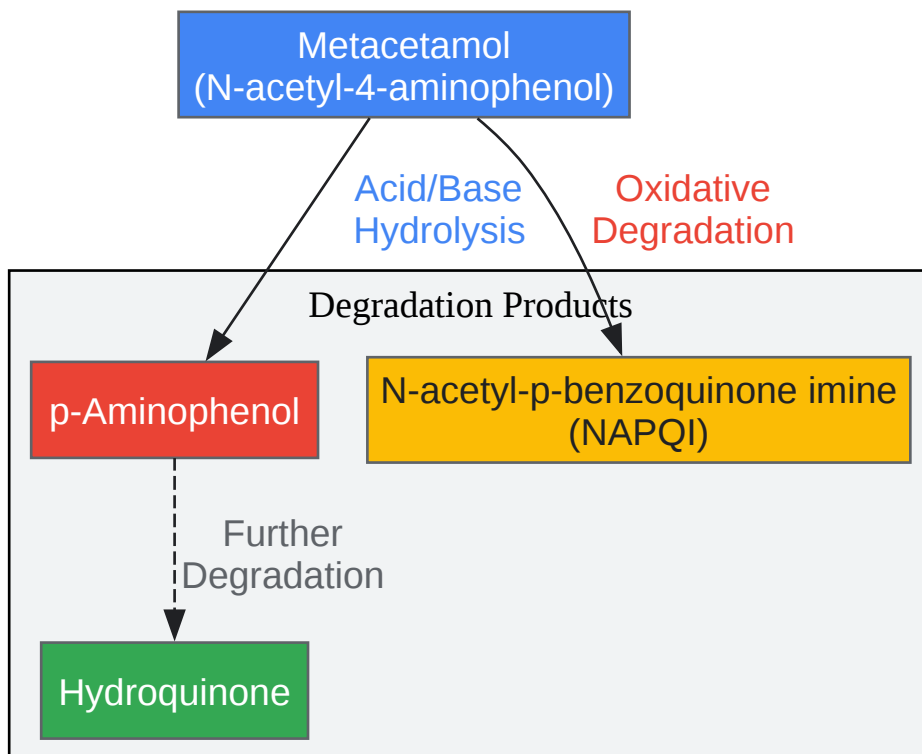 Metacetamol
(N-acetyl-4-aminophenol)
Acid/Base
Hydrolysis
Oxidative
Degradation
Degradation Products
p-Aminophenol
N-acetyl-p-benzoquinone imine
(NAPQI)
Further
Degradation
Hydroquinone